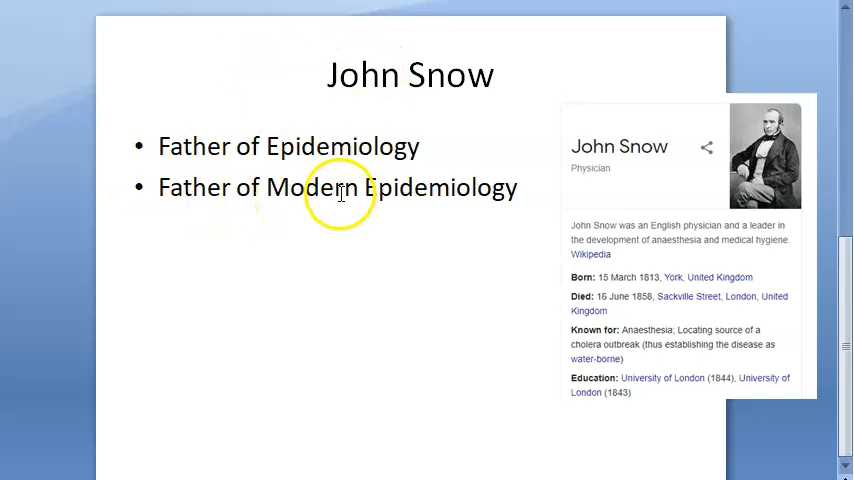 John Snow
• Father of Epidemiology
• Father of Modern Epidemiology
John Snow
Physician
John Snow was an English physician and a leader in
the development of anaesthesia and medical hygiene.
Wikipedia
Born: 15 March 1813, York, United Kingdom
Died: 16 June 1858, Sackville Street, London, United
Kingdom
Known for: Anaesthesia; Locating source of a
cholera outbreak (thus establishing the disease as
water-borne)
Education: University of London (1844), University of
London (1843)